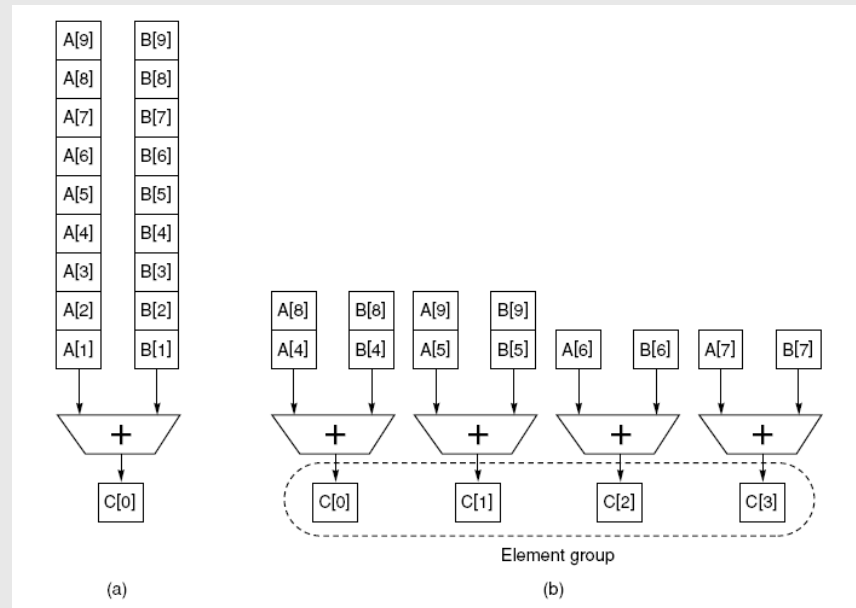 A[9] B[9]
A[8] B[8]
A[7] B[7]
A[6] B[6]
A[5] B[5]
A[4] B[4]
A[3] B[3]
A[2] B[2]
A[1] B[1]
+
C[0]
(a)
A[8] B[8] A[9] B[9]
A[4] B[4] A[5] B[5] A[6] B[6] A[7] B[7]
+ + + +
C[0] C[1] C[2] C[3]
Element group
(b)